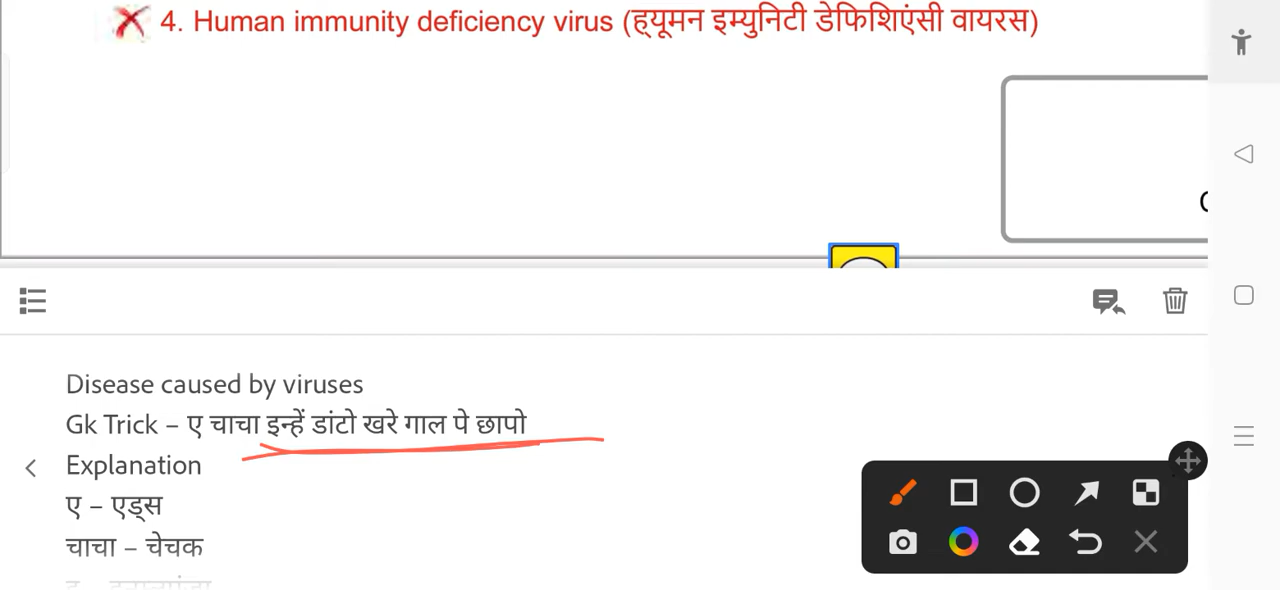 4. Human immunity deficiency virus (ह्यूमन इम्युनिटी डेफिशिएंसी वायरस)
Disease caused by viruses
Gk Trick – ए चाचा इन्हें डांटो खरे गाल पे छापो
Explanation
ए – एड्स
चाचा – चेचक